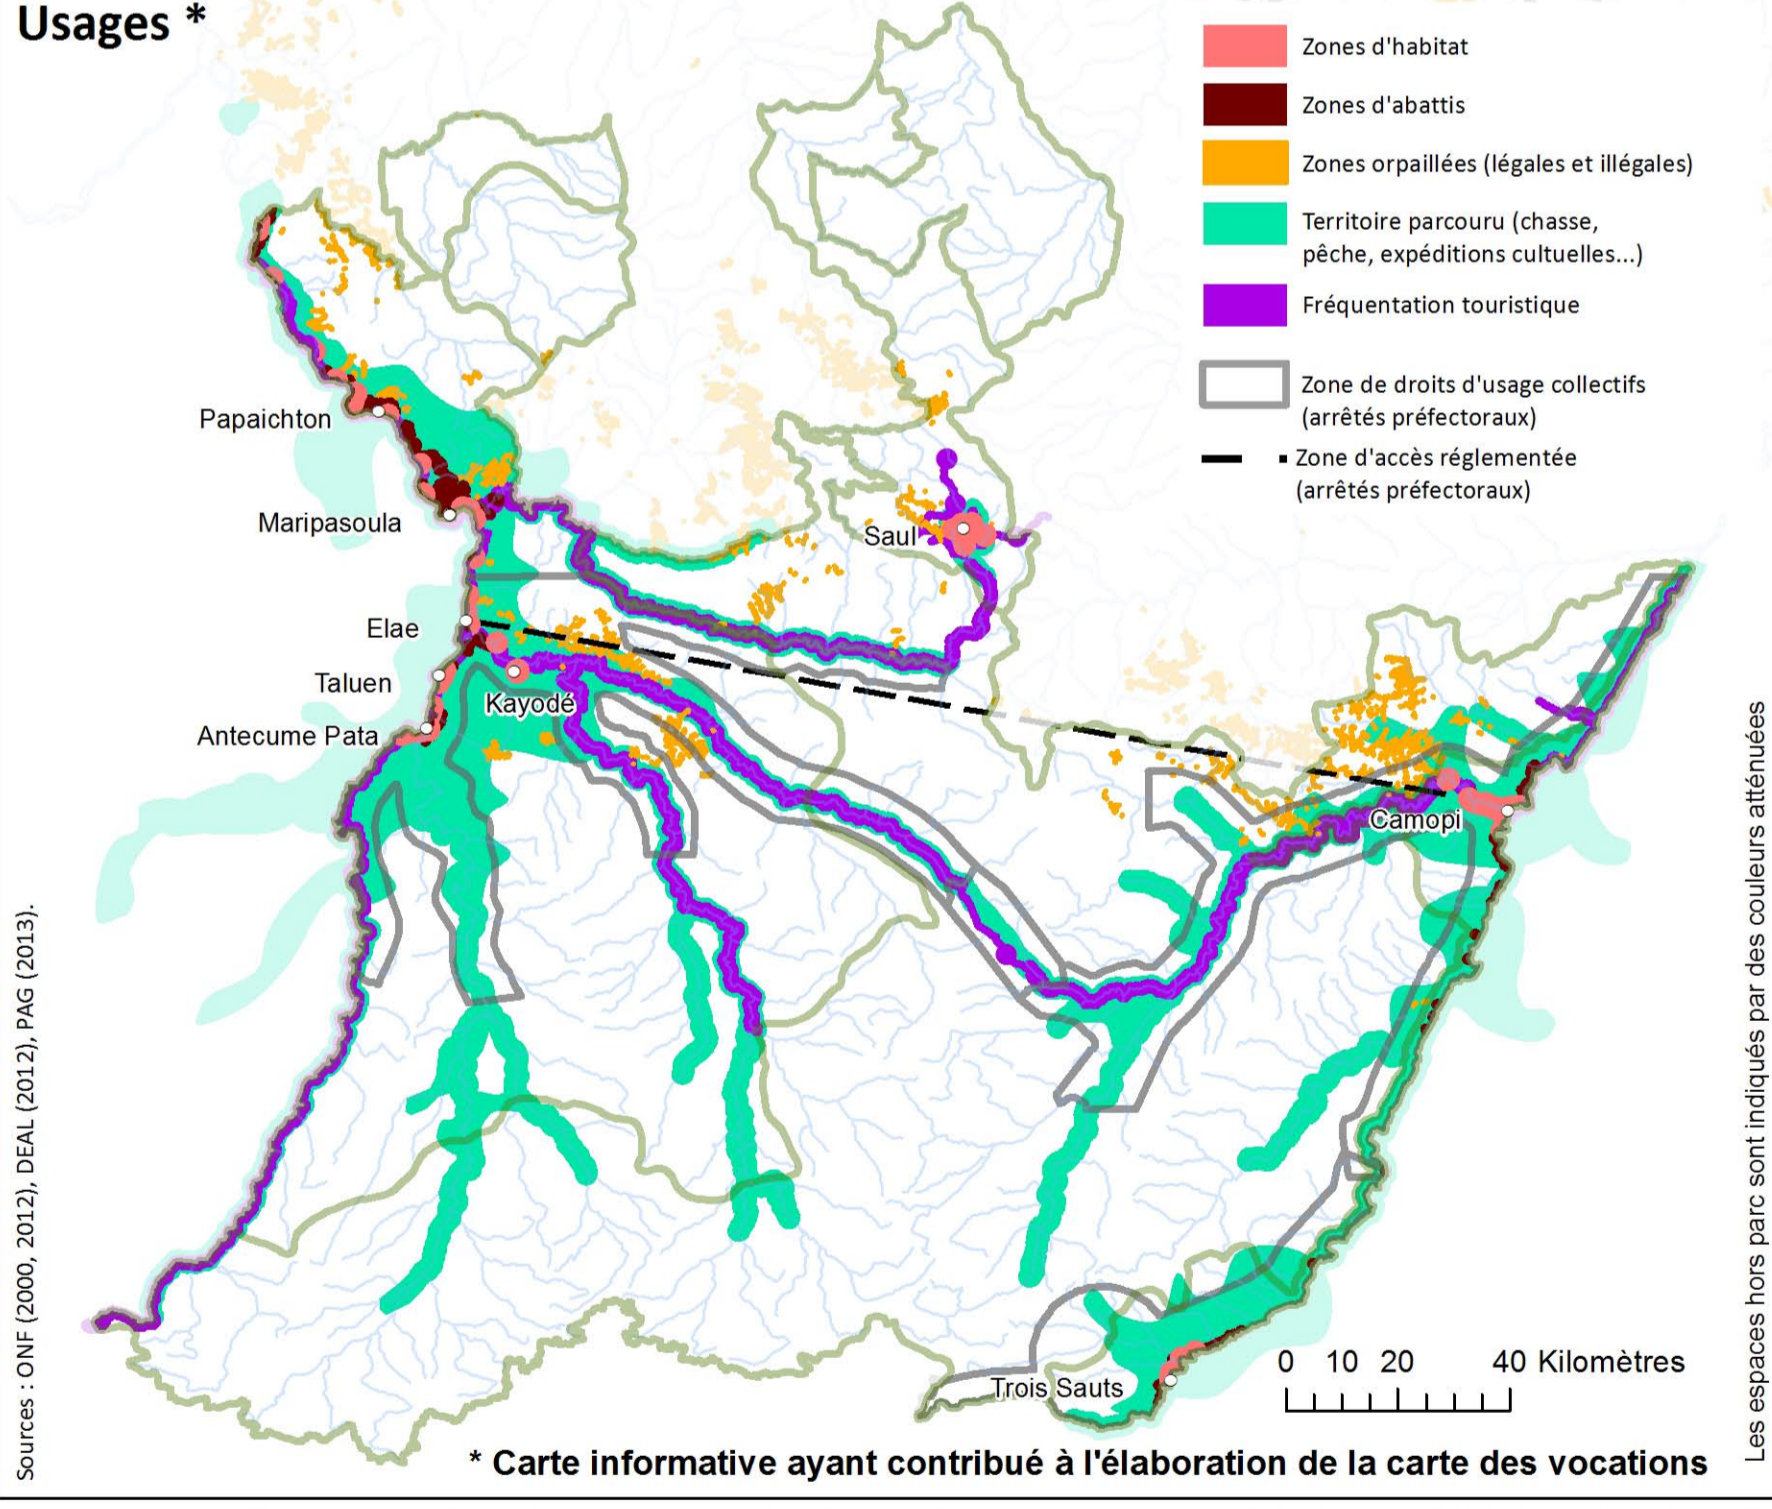 Usages *
Zones d'habitat
Zones d'abattis
Zones orpaillées (légales et illégales)
Territoire parcouru (chasse,
pêche, expéditions cultuelles...)
Fréquentation touristique
Zone de droits d'usage collectifs
(arrêtés préfectoraux)
Zone d'accès réglementée
(arrêtés préfectoraux)
Papaichton
Maripasoula
Saul
Elae
Taluen
Kayodé
Antecume Pata
Camopi
Trois Sauts
0 10 20 40 Kilomètres
* Carte informative ayant contribué à l'élaboration de la carte des vocations
Sources : ONF (2000, 2012), DEAL (2012), PAG (2013).
Les espaces hors parc sont indiqués par des couleurs atténuées